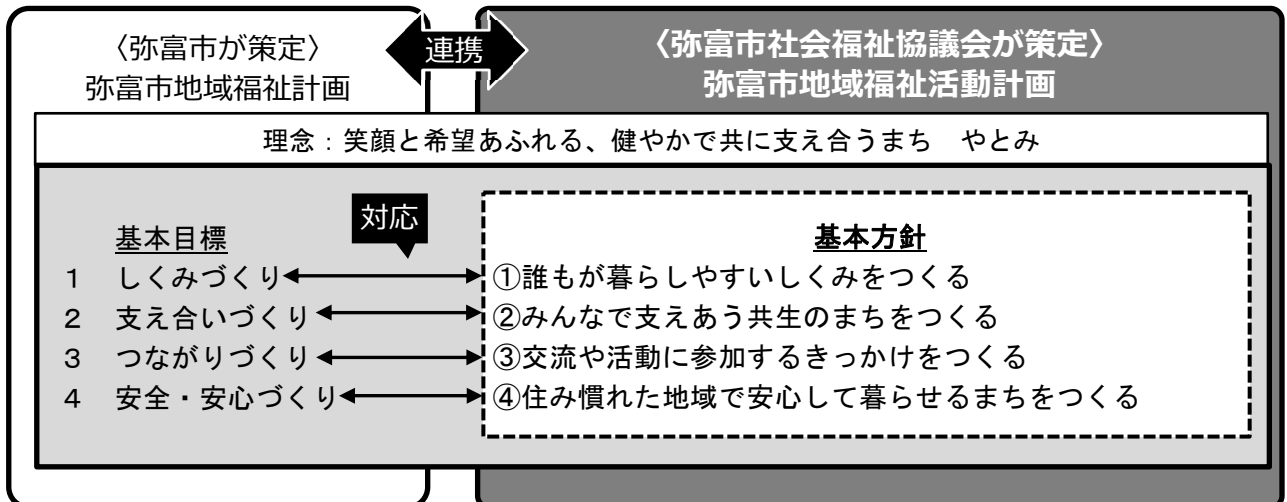 〈弥富市が策定〉
弥富市地域福祉計画
連携
〈弥富市社会福祉協議会が策定〉
弥富市地域福祉活動計画
理念：笑顔と希望あふれる、健やかで共に支え合うまち　やとみ
対応
基本目標
1　しくみづくり
2　支え合いづくり
3　つながりづくり
4　安全・安心づくり
基本方針
①誰もが暮らしやすいしくみをつくる
②みんなで支えあう共生のまちをつくる
③交流や活動に参加するきっかけをつくる
④住み慣れた地域で安心して暮らせるまちをつくる